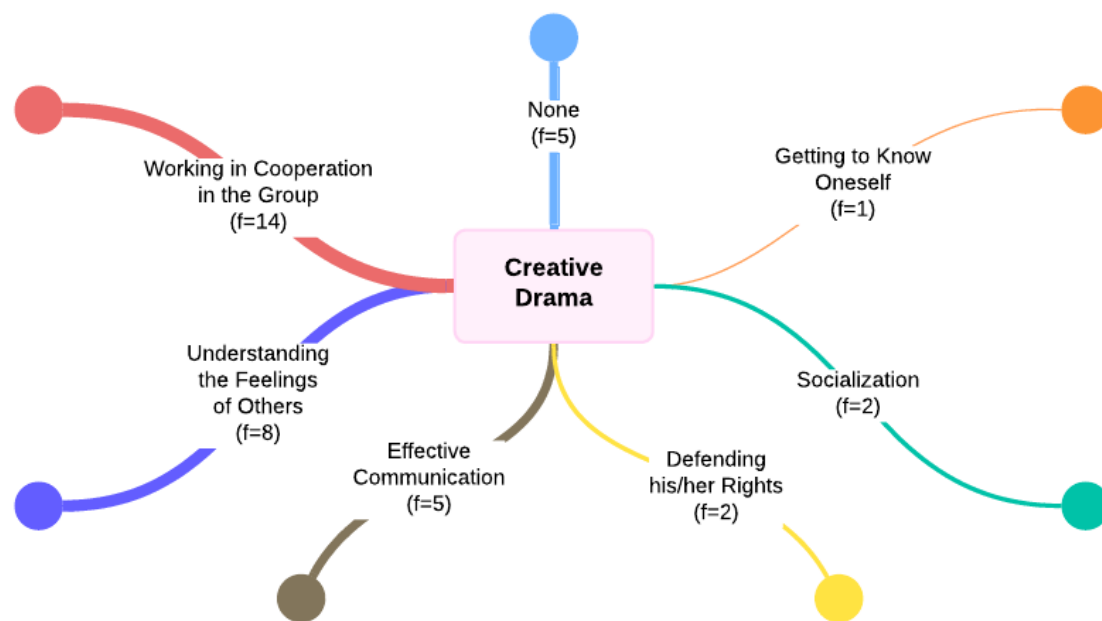 None
(f=5)
Getting to Know
Oneself
(f=1)
Working in Cooperation
in the Group
(f=14)
Creative
Drama
Understanding
the Feelings
of Others
(f=8)
Socialization
(f=2)
Effective
Communication
(f=5)
Defending
his/her Rights
(f=2)